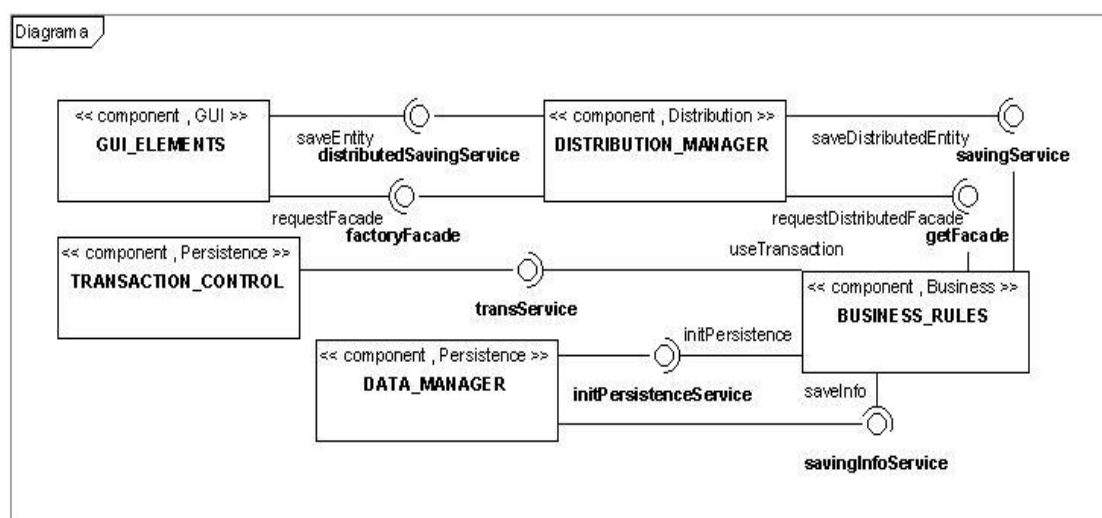 Diagrama
<< component , GUI >>
GUI_ELEMENTS
saveEntity
distributedSavingService
<< component , Distribution >>
DISTRIBUTION_MANAGER
saveDistributedEntity
savingService
requestFacade
factoryFacade
requestDistributedFacade
getFacade
<< component , Persistence >>
TRANSACTION_CONTROL
transService
useTransaction
<< component , Business >>
BUSINESS_RULES
<< component , Persistence >>
DATA_MANAGER
initPersistence
initPersistenceService
saveInfo
savingInfoService